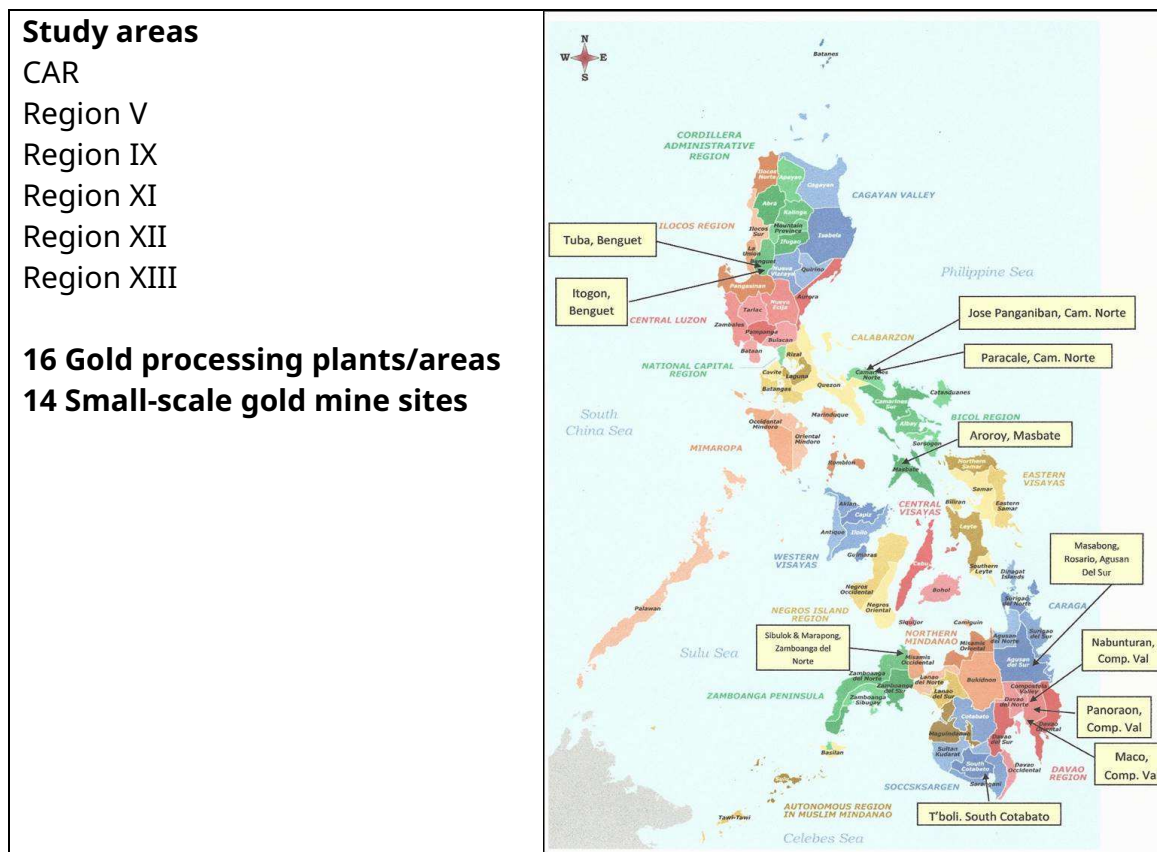 Study areas
CAR
Region V
Region IX
Region XI
Region XII
Region XIII
16 Gold processing plants/areas
14 Small-scale gold mine sites
N
W
E
S
Batanes
CORDILLERA
ADMINISTRATIVE
REGION
Ilocos
Norte
Apayao
Cagayan
CAGAYAN VALLEY
Abra
Kalinga
ILOCOS REGION
Ilocos
Sur
Mountain
Province
Ifugao
Isabela
Tuba, Benguet
La
Union
Benguet
Nueva
Vizcaya
Quirino
Philippine Sea
Itogon,
Benguet
Pangasinan
Aurora
Nueva
Ecija
Tarlac
CENTRAL LUZON
Zambales
Pampanga
Bulacan
Bataan
Jose Panganiban, Cam. Norte
CALABARZON
Paracale, Cam. Norte
NATIONAL CAPITAL
REGION
Rizal
Cavite
Laguna
Batangas
Quezon
Camarines
Norte
Catanduanes
Camarines
Sur
South
China Sea
Marinduque
Albay
BICOL REGION
Occidental
Mindoro
Oriental
Mindoro
Sorsogon
Aroroy, Masbate
MIMAROPA
Romblon
Masbate
Northern
Samar
EASTERN
VISAYAS
Samar
Biliran
Eastern
Samar
Aklan
Capiz
CENTRAL
VISAYAS
Antique
Iloilo
Leyte
Guimaras
WESTERN
VISAYAS
Cebu
Southern
Leyte
Masabong,
Rosario, Agusan
Del Sur
Dinagat
Islands
Negros
Occidental
Bohol
Palawan
Negros
Oriental
Surigao
del Norte
CARAGA
NEGROS ISLAND
REGION
Siquijor
Camiguin
NORTHERN
MINDANAO
Sibulok & Marapong,
Zamboanga del
Norte
Misamis
Oriental
Agusan
del Norte
Surigao
del Sur
Nabunturan,
Comp. Val
Sulu Sea
Misamis
Occidental
Agusan
del Sur
Zamboanga
del Norte
Lanao
del Norte
Bukidnon
Compostela
Valley
ZAMBOANGA PENINSULA
Zamboanga
del Sur
Lanao
del Sur
Davao
del Norte
Zamboanga
Sibugay
Panoraon,
Comp. Val
Cotabato
Davao
Oriental
Maguindanao
Davao
del Sur
Maco,
Comp. Va
Basilan
Sultan
Kudarat
South
Cotabato
Davao
Occidental
DAVAO
REGION
Sarangani
SOCCSKSARGEN
Sulu
AUTONOMOUS REGION
IN MUSLIM MINDANAO
T'boli. South Cotabato
Tawi-Tawi
Celebes Sea